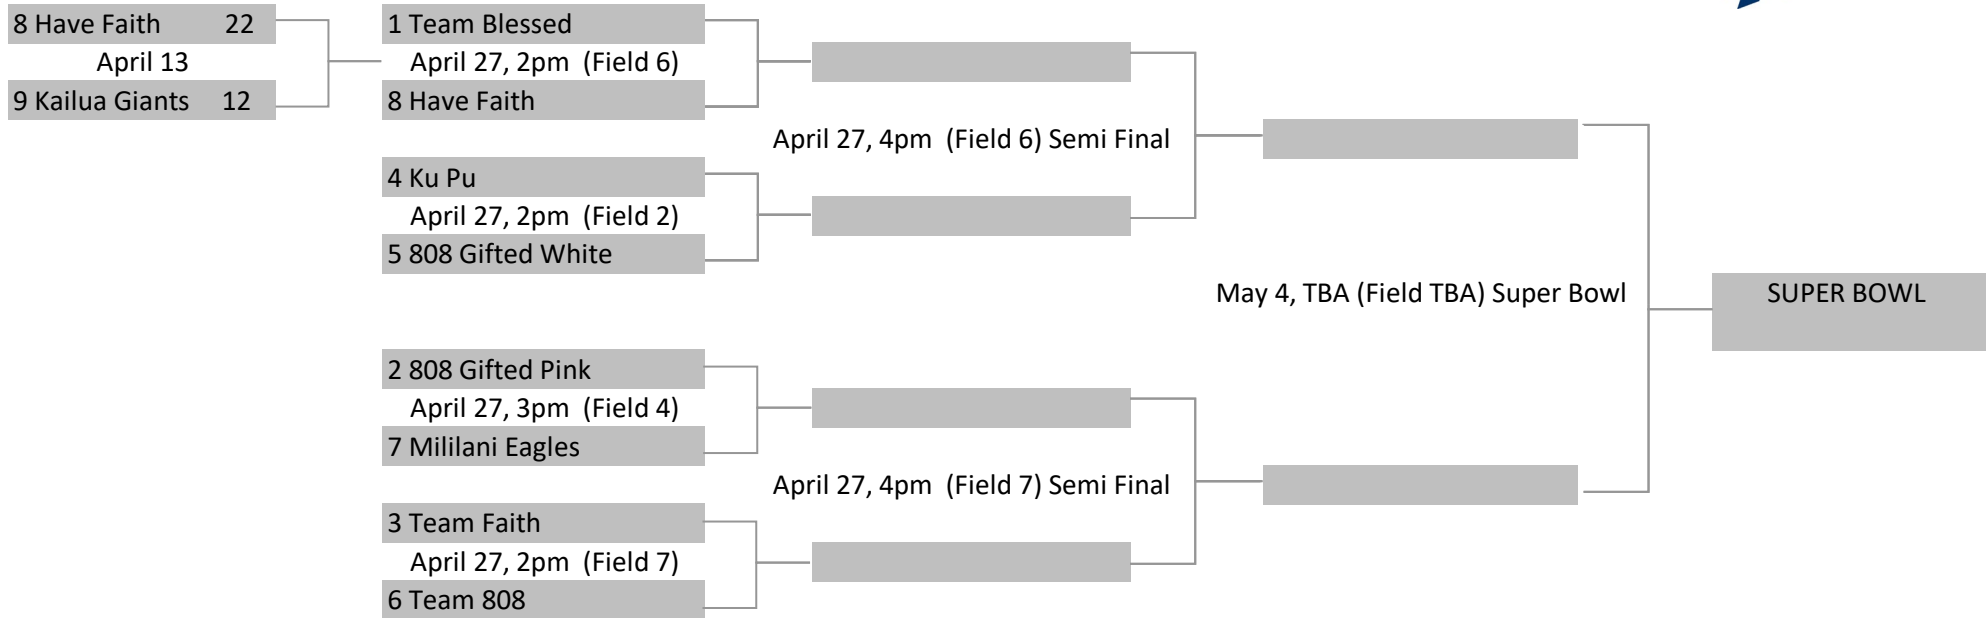 8 Have Faith 22
April 13
9 Kailua Giants 12
1 Team Blessed
April 27, 2pm (Field 6)
8 Have Faith
4 Ku Pu
April 27, 2pm (Field 2)
5 808 Gifted White
2 808 Gifted Pink
April 27, 3pm (Field 4)
7 Mililani Eagles
3 Team Faith
April 27, 2pm (Field 7)
6 Team 808
April 27, 4pm (Field 6) Semi Final
April 27, 4pm (Field 7) Semi Final
May 4, TBA (Field TBA) Super Bowl
SUPER BOWL